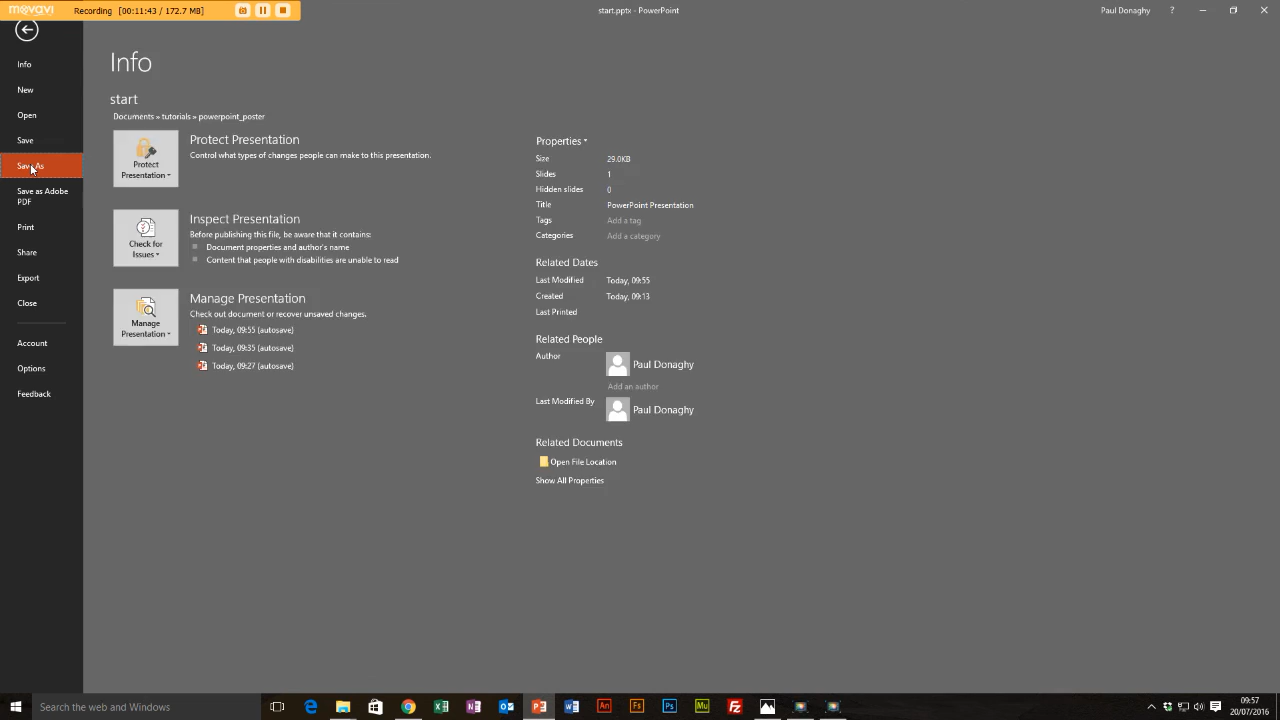 movavi Recording [00:11:43 / 172.7 MB]
start.pptx - PowerPoint
Paul Donaghy ?
Info
New
Open
Save
Save As
Save as Adobe
PDF
Print
Share
Export
Close
Account
Options
Feedback
Info
start
Documents » tutorials » powerpoint_poster
Protect
Presentation
Protect Presentation
Control what types of changes people can make to this presentation.
Check for
Issues
Inspect Presentation
Before publishing this file, be aware that it contains:
Document properties and author's name
Content that people with disabilities are unable to read
Manage
Presentation
Manage Presentation
Check out document or recover unsaved changes.
Today, 09:55 (autosave)
Today, 09:35 (autosave)
Today, 09:27 (autosave)
Properties
Size 29.0KB
Slides 1
Hidden slides 0
Title PowerPoint Presentation
Tags Add a tag
Categories Add a category
Related Dates
Last Modified Today, 09:55
Created Today, 09:13
Last Printed
Related People
Author Paul Donaghy
Add an author
Last Modified By Paul Donaghy
Related Documents
Open File Location
Show All Properties
Search the web and Windows
An Fs Ps Mu Fz
09:57
20/07/2016